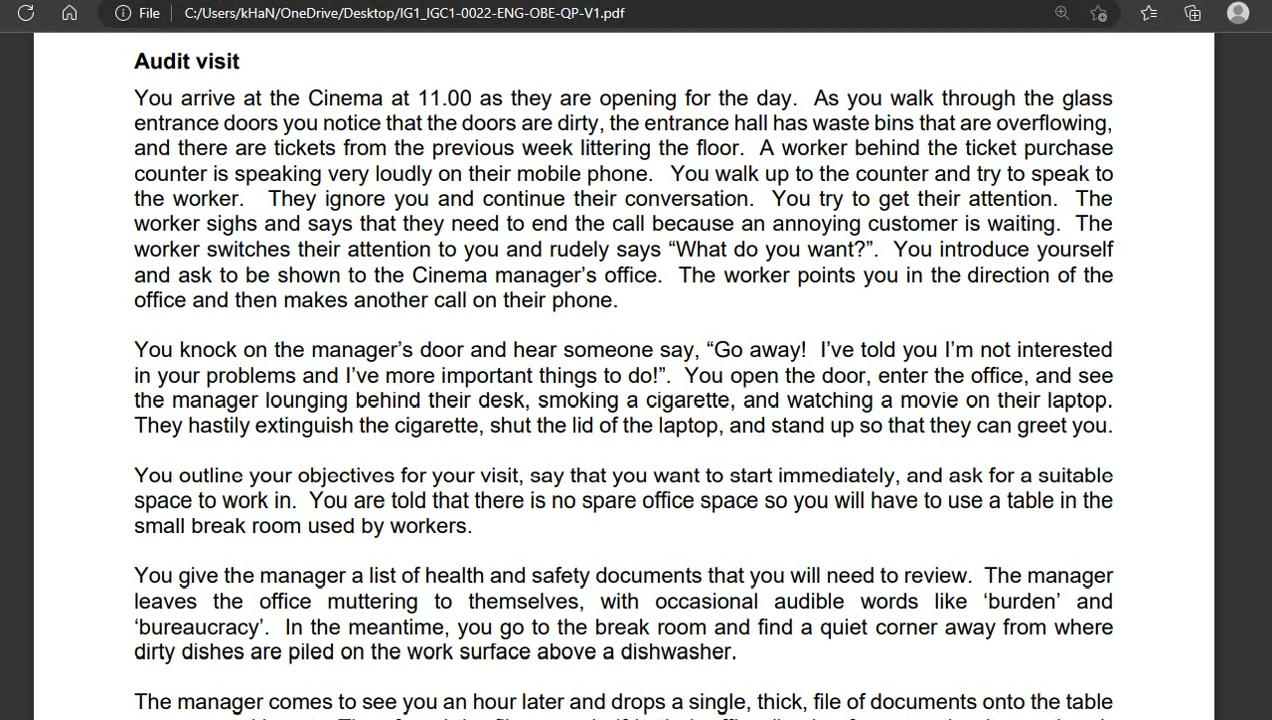 File
C:/Users/kHaN/OneDrive/Desktop/IG1_IGC1-0022-ENG-OBE-QP-V1.pdf
Audit visit
You arrive at the Cinema at 11.00 as they are opening for the day. As you walk through the glass
entrance doors you notice that the doors are dirty, the entrance hall has waste bins that are overflowing,
and there are tickets from the previous week littering the floor. A worker behind the ticket purchase
counter is speaking very loudly on their mobile phone. You walk up to the counter and try to speak to
the worker. They ignore you and continue their conversation. You try to get their attention. The
worker sighs and says that they need to end the call because an annoying customer is waiting. The
worker switches their attention to you and rudely says “What do you want?”. You introduce yourself
and ask to be shown to the Cinema manager’s office. The worker points you in the direction of the
office and then makes another call on their phone.
You knock on the manager’s door and hear someone say, “Go away! I’ve told you I’m not interested
in your problems and I’ve more important things to do!”. You open the door, enter the office, and see
the manager lounging behind their desk, smoking a cigarette, and watching a movie on their laptop.
They hastily extinguish the cigarette, shut the lid of the laptop, and stand up so that they can greet you.
You outline your objectives for your visit, say that you want to start immediately, and ask for a suitable
space to work in. You are told that there is no spare office space so you will have to use a table in the
small break room used by workers.
You give the manager a list of health and safety documents that you will need to review. The manager
leaves the office muttering to themselves, with occasional audible words like ‘burden’ and
‘bureaucracy’. In the meantime, you go to the break room and find a quiet corner away from where
dirty dishes are piled on the work surface above a dishwasher.
The manager comes to see you an hour later and drops a single, thick, file of documents onto the table